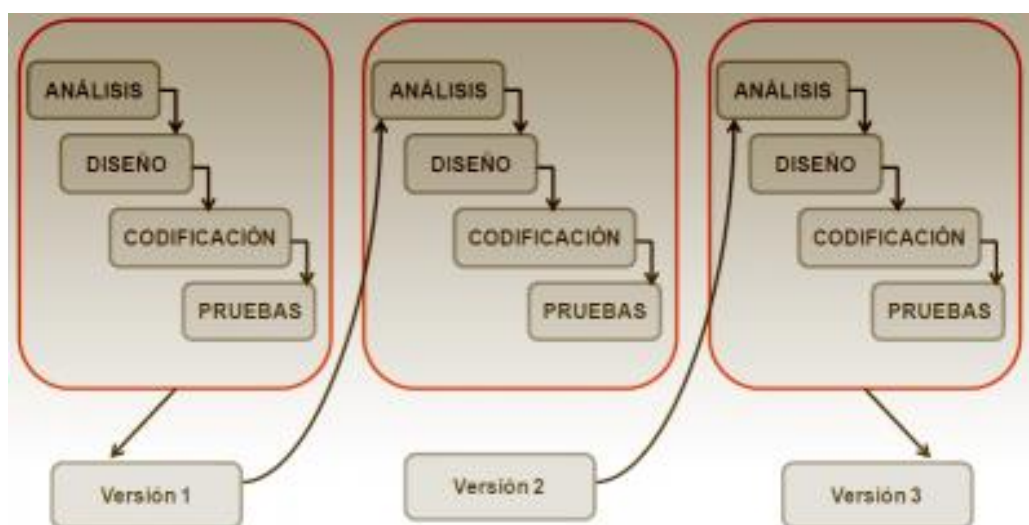 ANÁLISIS
DISEÑO
CODIFICACIÓN
PRUEBAS
Versión 1
ANÁLISIS
DISEÑO
CODIFICACIÓN
PRUEBAS
Versión 2
ANÁLISIS
DISEÑO
CODIFICACIÓN
PRUEBAS
Versión 3